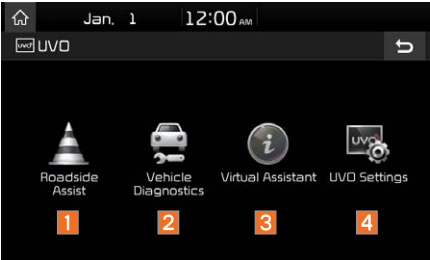 Jan. 1 12:00 AM
UVO UVO
Roadside Assist
Vehicle Diagnostics
Virtual Assistant
UVO UVO Settings
1 2 3 4